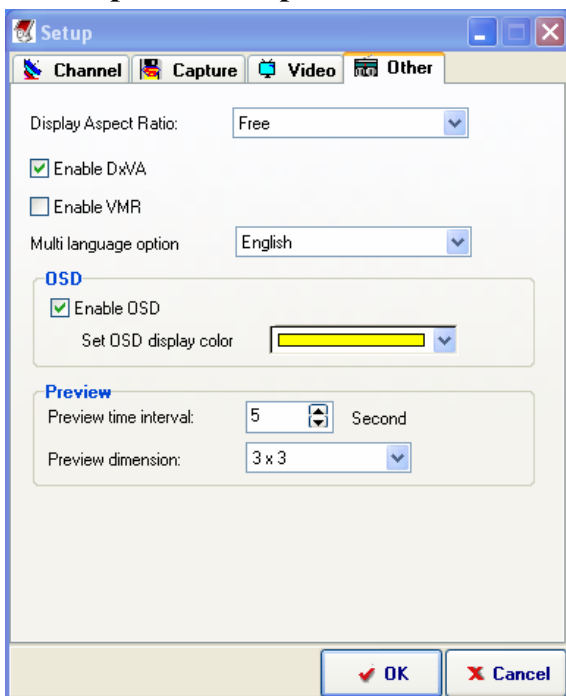 Setup
Channel Capture Video Other
Display Aspect Ratio: Free
Enable DxVA
Enable VMR
Multi language option English
OSD
Enable OSD
Set OSD display color
Preview
Preview time interval: 5 Second
Preview dimension: 3 x 3
OK Cancel